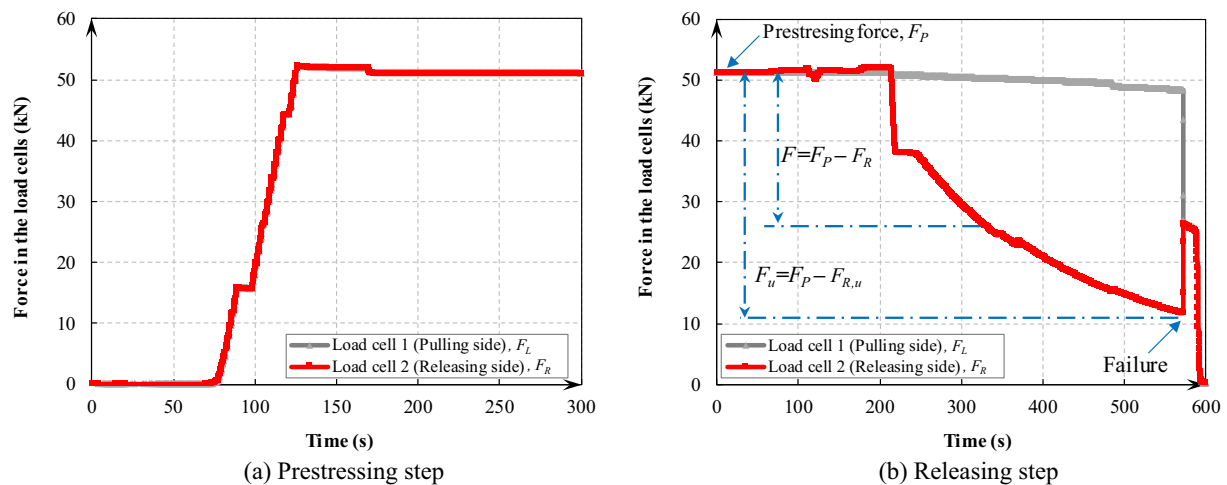 Force in the load cells (kN)
60
50
40
30
20
10
0
Load cell 1 (Pulling side), F_L
Load cell 2 (Releasing side), F_R
0 50 100 150 200 250 300
Time (s)
(a) Prestressing step
Force in the load cells (kN)
60
50
40
30
20
10
0
Prestresing force, F_P
F=F_P − F_R
F_u=F_P − F_R,u
Load cell 1 (Pulling side), F_L
Load cell 2 (Releasing side), F_R
Failure
0 100 200 300 400 500 600
Time (s)
(b) Releasing step